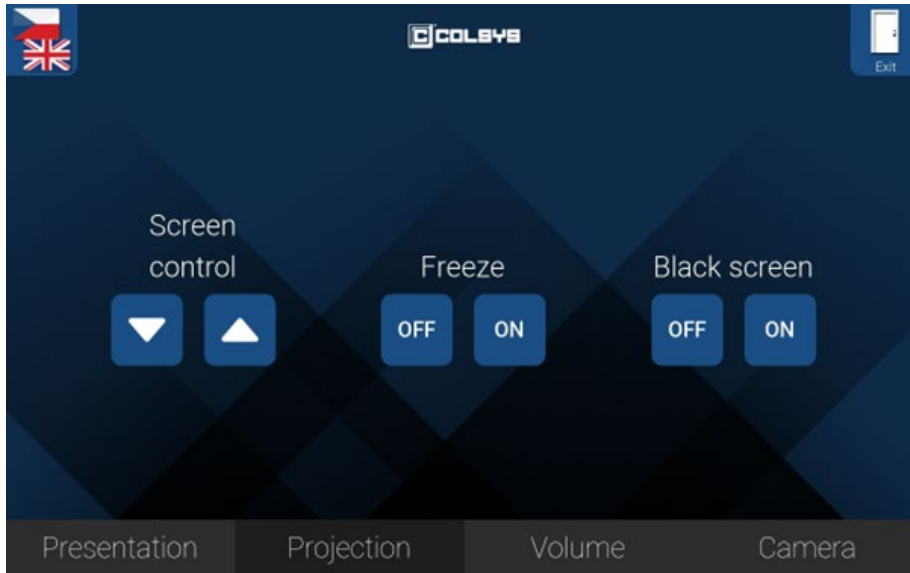 COLSYS
Exit
Screen
control
Freeze
Black screen
OFF ON
OFF ON
Presentation Projection Volume Camera